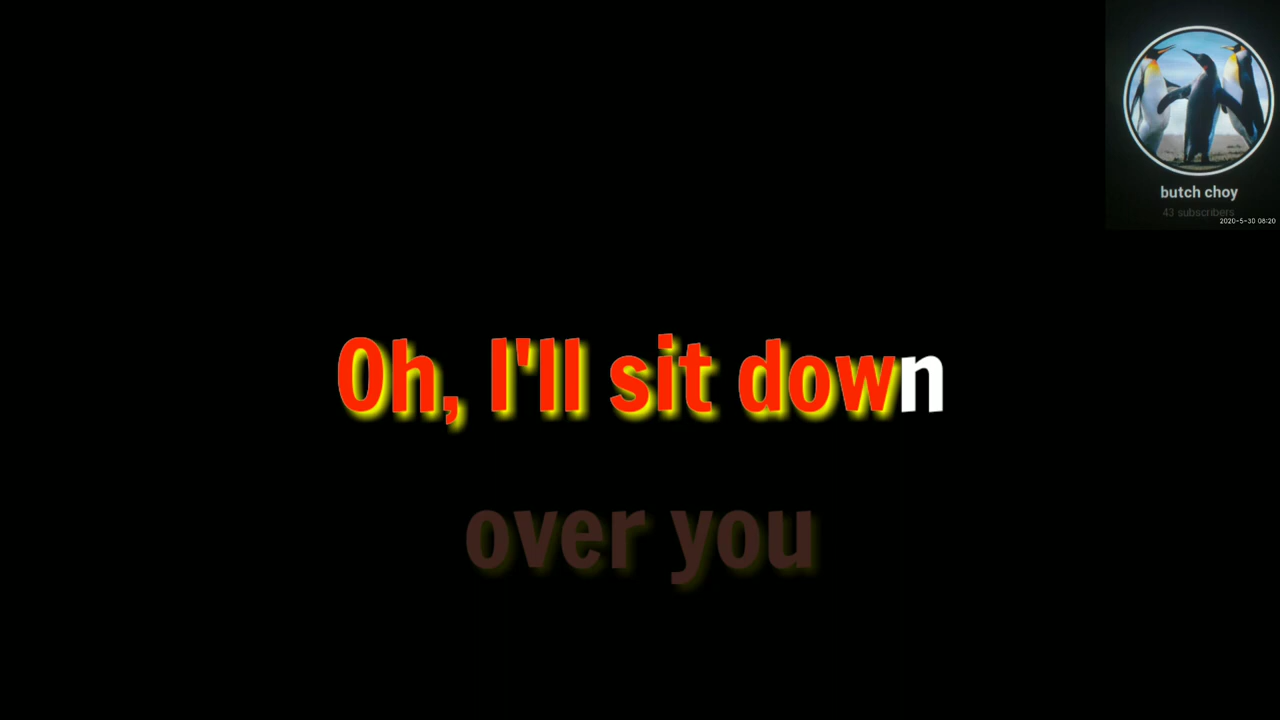 butch choy
43 subscribers
2020-5-30 08:20
Oh, I'll sit down
over you